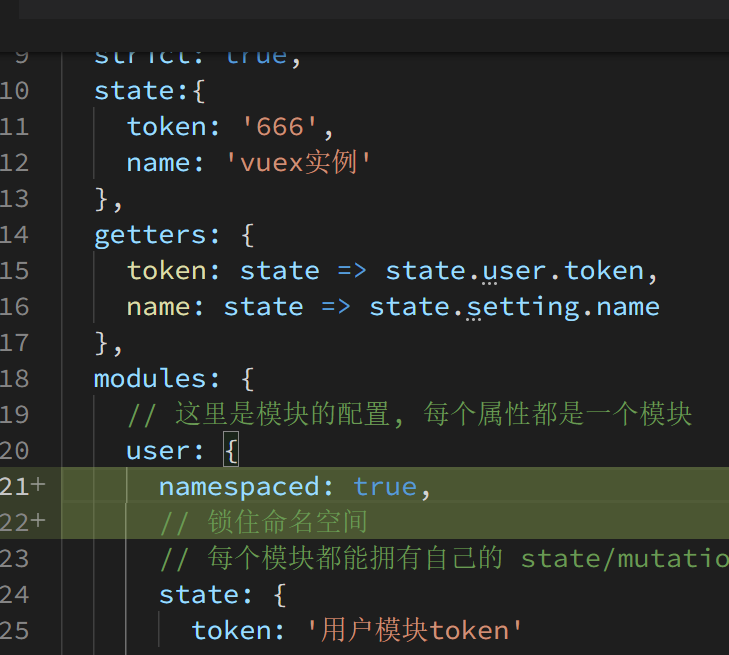 9 strict: true,
10 state:{
11 token: '666',
12 name: 'vuex实例'
13 },
14 getters: {
15 token: state => state.user.token,
16 name: state => state.setting.name
17 },
18 modules: {
19 // 这里是模块的配置, 每个属性都是一个模块
20 user: {
21+ namespaced: true,
22+ // 锁住命名空间
23 // 每个模块都能拥有自己的 state/mutatio
24 state: {
25 token: '用户模块token'